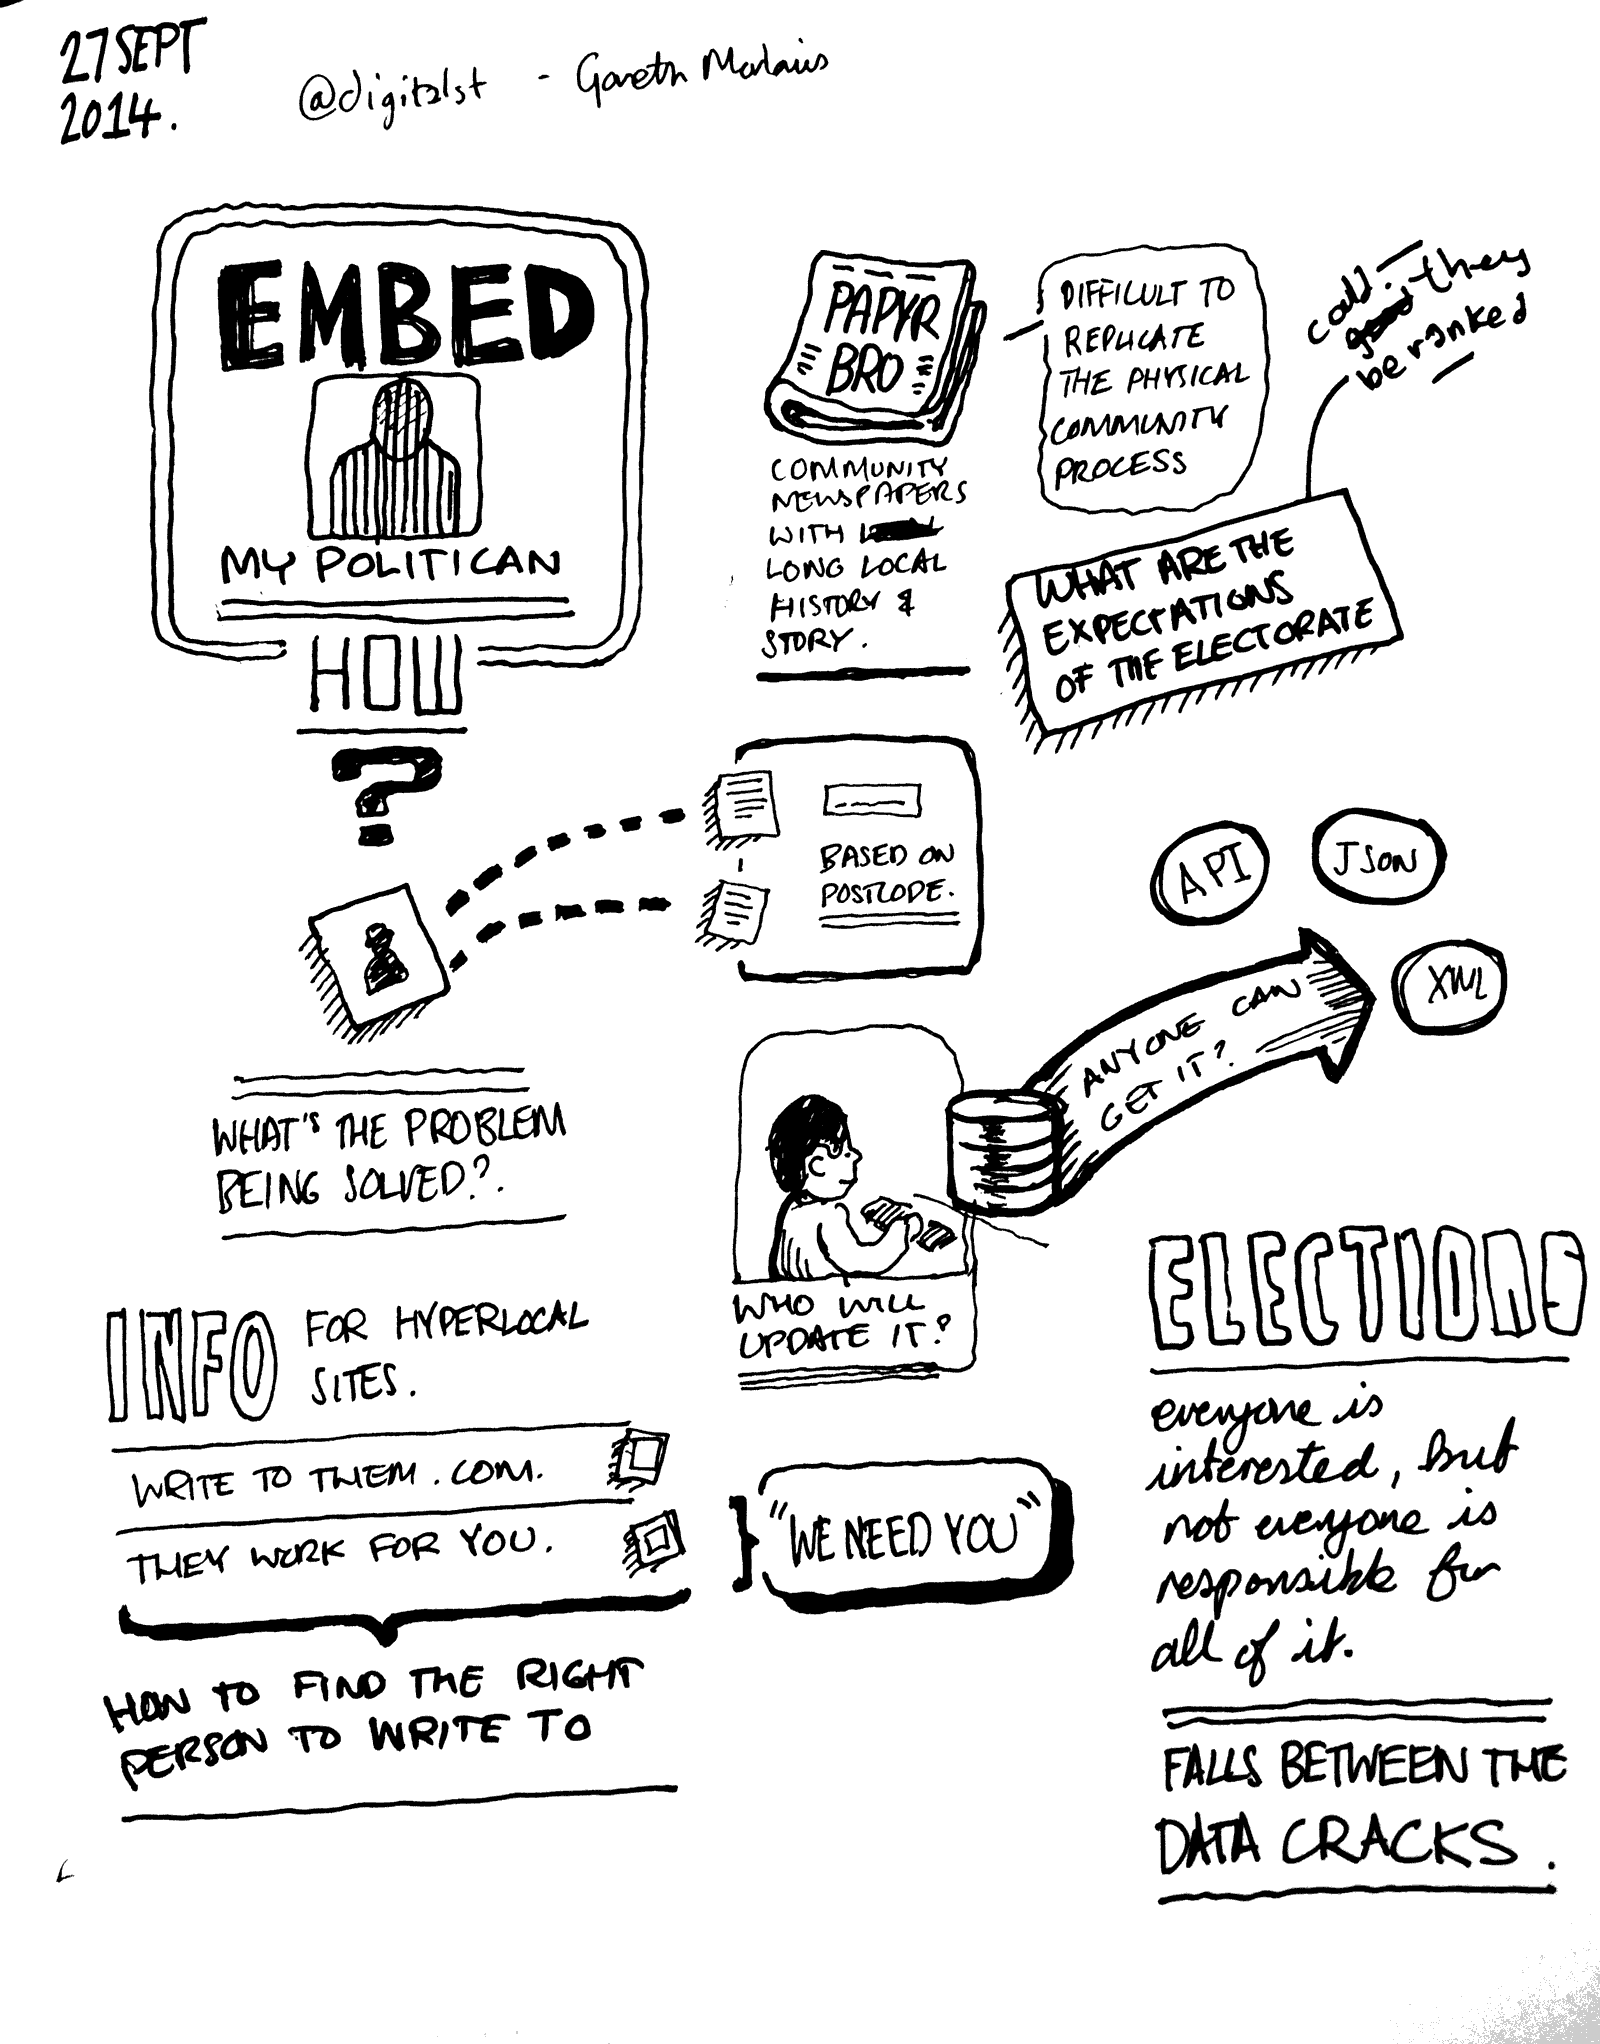 27 SEPT
2014.
@digitalst - Gareth Morlais
EMBED
MY POLITICAN
HOW
?
PAPYR
BRO
COMMUNITY
NEWSPAPERS
WITH
LONG LOCAL
HISTORY &
STORY.
DIFFICULT TO
REPLICATE
THE PHYSICAL
COMMUNITY
PROCESS
could they
be ranked
WHAT ARE THE
EXPECTATIONS
OF THE ELECTORATE
BASED ON
POSTCODE.
WHAT'S THE PROBLEM
BEING SOLVED?.
API
JSON
XML
ANYONE CAN
GET IT?
WHO WILL
UPDATE IT?
INFO FOR HYPERLOCAL
SITES.
WRITE TO THEM.COM.
THEY WORK FOR YOU.
"WE NEED YOU"
HOW TO FIND THE RIGHT
PERSON TO WRITE TO
ELECTIONS
everyone is
interested, but
not everyone is
responsible for
all of it.
FALLS BETWEEN THE
DATA CRACKS.